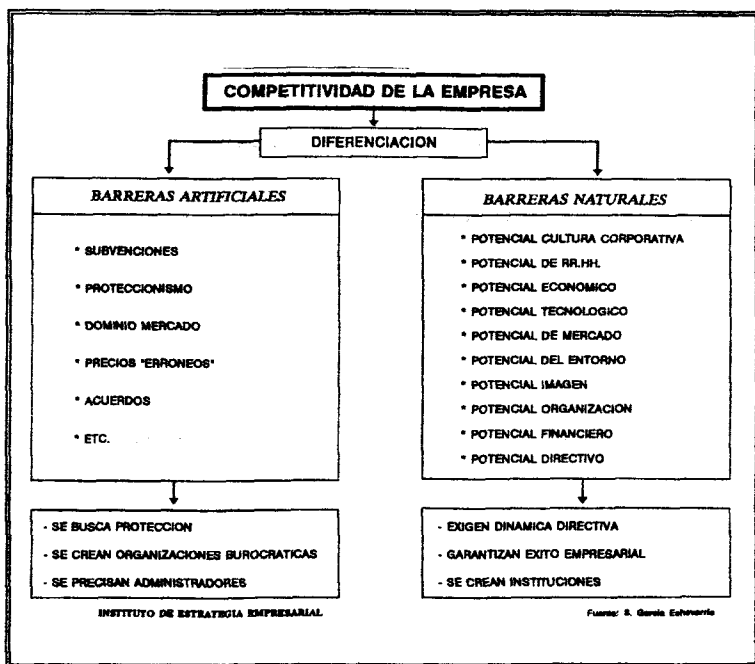 COMPETITIVIDAD DE LA EMPRESA
DIFERENCIACION
BARRERAS ARTIFICIALES
* SUBVENCIONES
* PROTECCIONISMO
* DOMINIO MERCADO
* PRECIOS "ERRONEOS"
* ACUERDOS
* ETC.
- SE BUSCA PROTECCION
- SE CREAN ORGANIZACIONES BUROCRATICAS
- SE PRECISAN ADMINISTRADORES
BARRERAS NATURALES
* POTENCIAL CULTURA CORPORATIVA
* POTENCIAL DE RR.HH.
* POTENCIAL ECONOMICO
* POTENCIAL TECNOLOGICO
* POTENCIAL DE MERCADO
* POTENCIAL DEL ENTORNO
* POTENCIAL IMAGEN
* POTENCIAL ORGANIZACION
* POTENCIAL FINANCIERO
* POTENCIAL DIRECTIVO
- EXIGEN DINAMICA DIRECTIVA
- GARANTIZAN EXITO EMPRESARIAL
- SE CREAN INSTITUCIONES
INSTITUTO DE ESTRATEGIA EMPRESARIAL
Fuente: S. García Echevarría